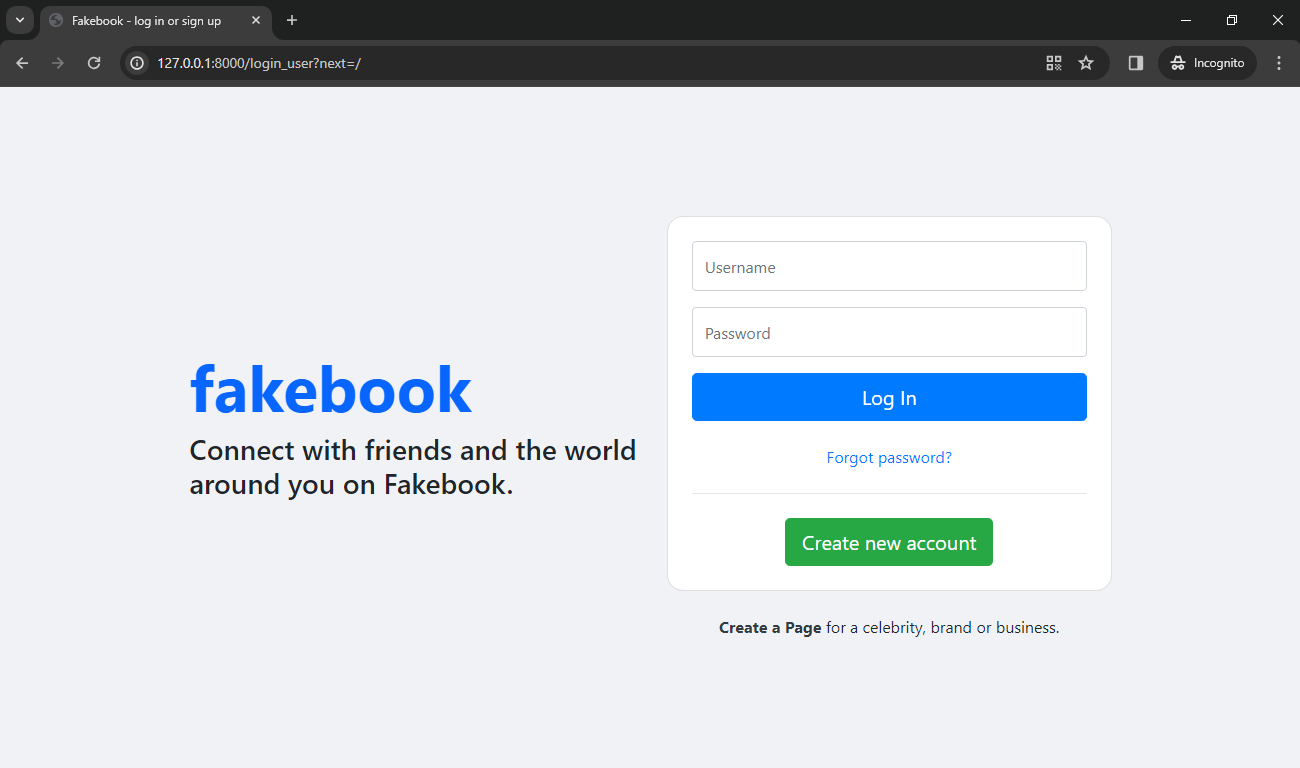 Fakebook - log in or sign up
127.0.0.1:8000/login_user?next=/
Incognito
fakebook
Connect with friends and the world
around you on Fakebook.
Username
Password
Log In
Forgot password?
Create new account
Create a Page for a celebrity, brand or business.